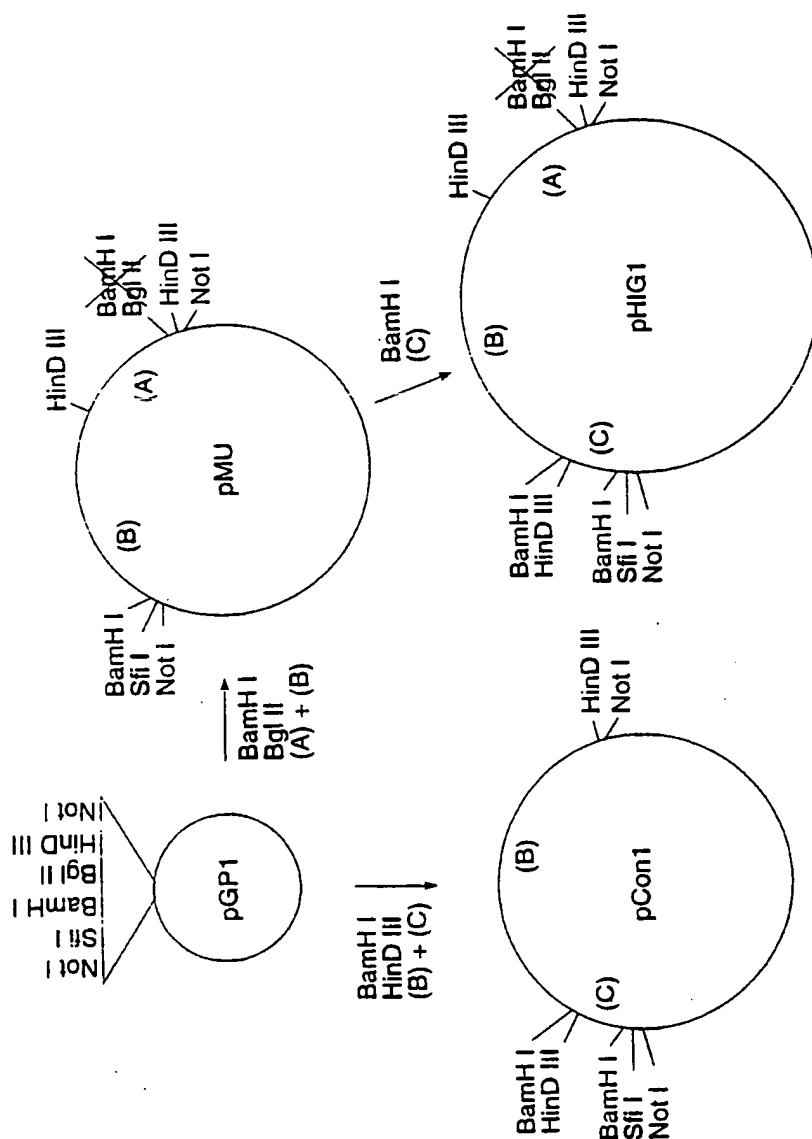 Not I
Sfi I
BamH I
Bgl II
HinD III
Not I
pGP1
BamH I
Bgl II
(A) + (B)
BamH I
HinD III
(B) + (C)
HinD III
BamH I
Bgl II
HinD III
Not I
(A)
(B)
pMU
BamH I
Sfi I
Not I
BamH I
(C)
BamH I
HinD III
(C)
(B)
pCon1
BamH I
Sfi I
Not I
HinD III
Not I
HinD III
BamH I
Bgl II
HinD III
Not I
(A)
(B)
(C)
pHIG1
BamH I
HinD III
BamH I
Sfi I
Not I